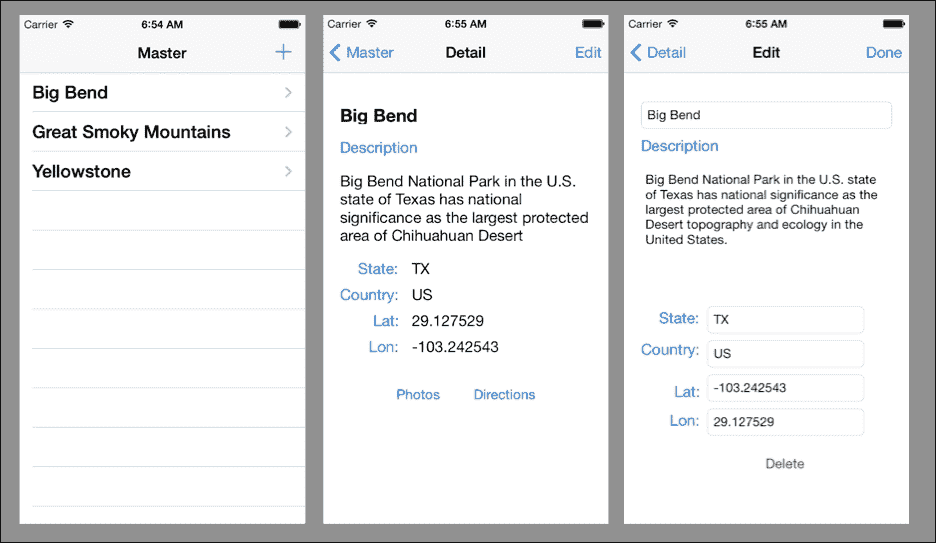 Carrier 6:54 AM
Master +
Big Bend
Great Smoky Mountains
Yellowstone
Carrier 6:55 AM
Master Detail Edit
Big Bend
Description
Big Bend National Park in the U.S.
state of Texas has national
significance as the largest protected
area of Chihuahuan Desert
State: TX
Country: US
Lat: 29.127529
Lon: -103.242543
Photos Directions
Carrier 6:55 AM
Detail Edit Done
Big Bend
Description
Big Bend National Park in the U.S. state
of Texas has national significance as the
largest protected area of Chihuahuan
Desert topography and ecology in the
United States.
State: TX
Country: US
Lat: -103.242543
Lon: 29.127529
Delete